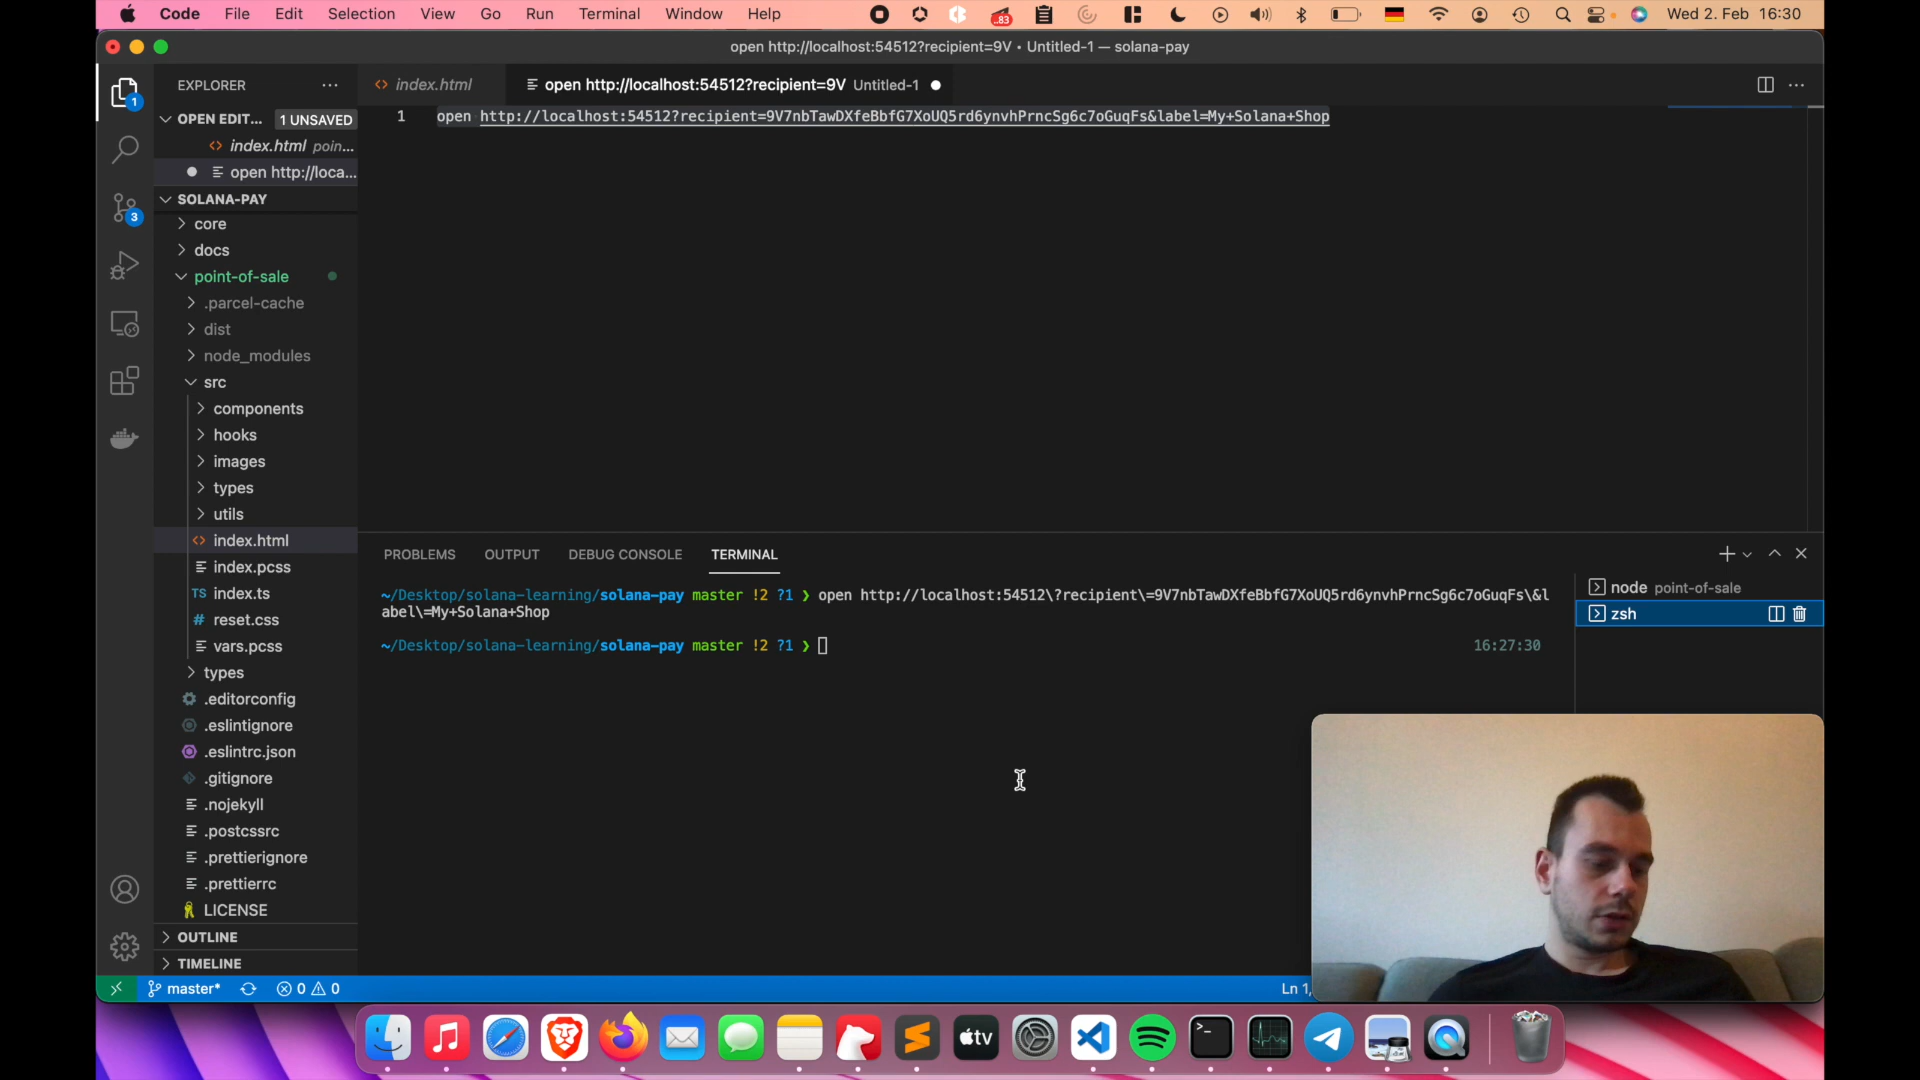 Code File Edit Selection View Go Run Terminal Window Help ..83 Wed 2. Feb 16:30
open http://localhost:54512?recipient=9V • Untitled-1 — solana-pay
EXPLORER
index.html
open http://localhost:54512?recipient=9V Untitled-1
OPEN EDIT... 1 UNSAVED
index.html poin...
open http://loca...
1 open http://localhost:54512?recipient=9V7nbTawDXfeBbfG7XoUQ5rd6ynvhPrncSg6c7oGuqFs&label=My+Solana+Shop
1
3
SOLANA-PAY
core
docs
point-of-sale
.parcel-cache
dist
node_modules
src
components
hooks
images
types
utils
index.html
index.pcss
TS index.ts
# reset.css
vars.pcss
types
.editorconfig
.eslintignore
.eslintrc.json
.gitignore
.nojekyll
.postcssrc
.prettierignore
.prettierrc
LICENSE
OUTLINE
TIMELINE
PROBLEMS OUTPUT DEBUG CONSOLE TERMINAL
~/Desktop/solana-learning/solana-pay master !2 ?1 ❯ open http://localhost:54512\?recipient\=9V7nbTawDXfeBbfG7XoUQ5rd6ynvhPrncSg6c7oGuqFs\&l
abel\=My+Solana+Shop
~/Desktop/solana-learning/solana-pay master !2 ?1 ❯ 16:27:30
node point-of-sale
zsh
master* 0 0 Ln 1,
tv